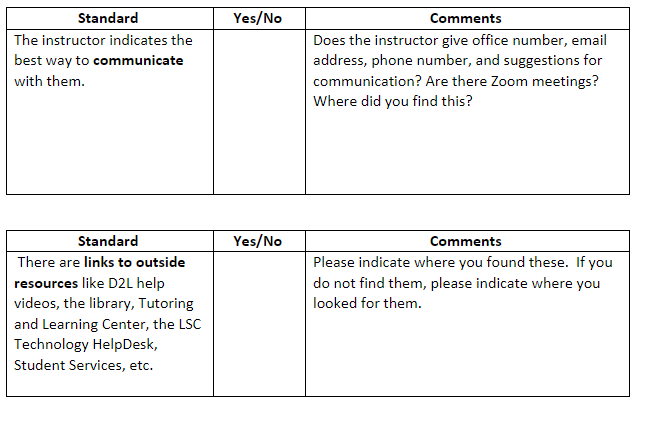 Standard Yes/No Comments
The instructor indicates the best way to communicate with them.
Does the instructor give office number, email address, phone number, and suggestions for communication? Are there Zoom meetings? Where did you find this?
Standard Yes/No Comments
There are links to outside resources like D2L help videos, the library, Tutoring and Learning Center, the LSC Technology HelpDesk, Student Services, etc.
Please indicate where you found these.  If you do not find them, please indicate where you looked for them.